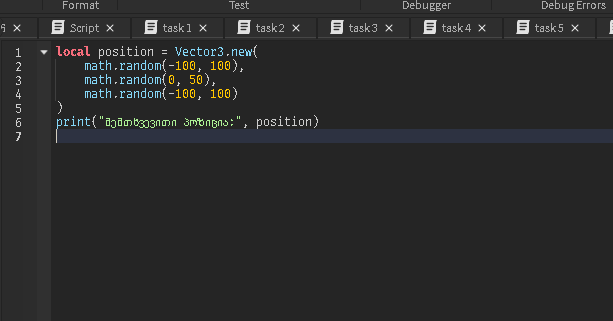 Format Test Debugger Debug Errors
Script task1 task2 task3 task4 task5
1 local position = Vector3.new(
2 math.random(-100, 100),
3 math.random(0, 50),
4 math.random(-100, 100)
5 )
6 print("შემთხვევითი პოზიცია:", position)
7